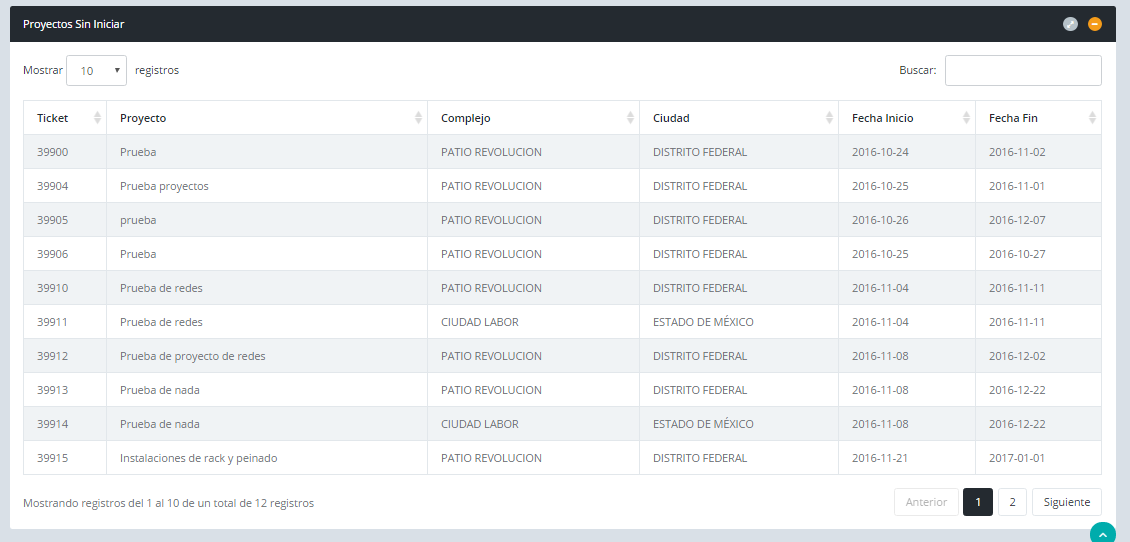 Proyectos Sin Iniciar
Mostrar 10 registros Buscar:
Ticket Proyecto Complejo Ciudad Fecha Inicio Fecha Fin
39900 Prueba PATIO REVOLUCION DISTRITO FEDERAL 2016-10-24 2016-11-02
39904 Prueba proyectos PATIO REVOLUCION DISTRITO FEDERAL 2016-10-25 2016-11-01
39905 prueba PATIO REVOLUCION DISTRITO FEDERAL 2016-10-26 2016-12-07
39906 Prueba PATIO REVOLUCION DISTRITO FEDERAL 2016-10-25 2016-10-27
39910 Prueba de redes PATIO REVOLUCION DISTRITO FEDERAL 2016-11-04 2016-11-11
39911 Prueba de redes CIUDAD LABOR ESTADO DE MÉXICO 2016-11-04 2016-11-11
39912 Prueba de proyecto de redes PATIO REVOLUCION DISTRITO FEDERAL 2016-11-08 2016-12-02
39913 Prueba de nada PATIO REVOLUCION DISTRITO FEDERAL 2016-11-08 2016-12-22
39914 Prueba de nada CIUDAD LABOR ESTADO DE MÉXICO 2016-11-08 2016-12-22
39915 Instalaciones de rack y peinado PATIO REVOLUCION DISTRITO FEDERAL 2016-11-21 2017-01-01
Mostrando registros del 1 al 10 de un total de 12 registros Anterior 1 2 Siguiente